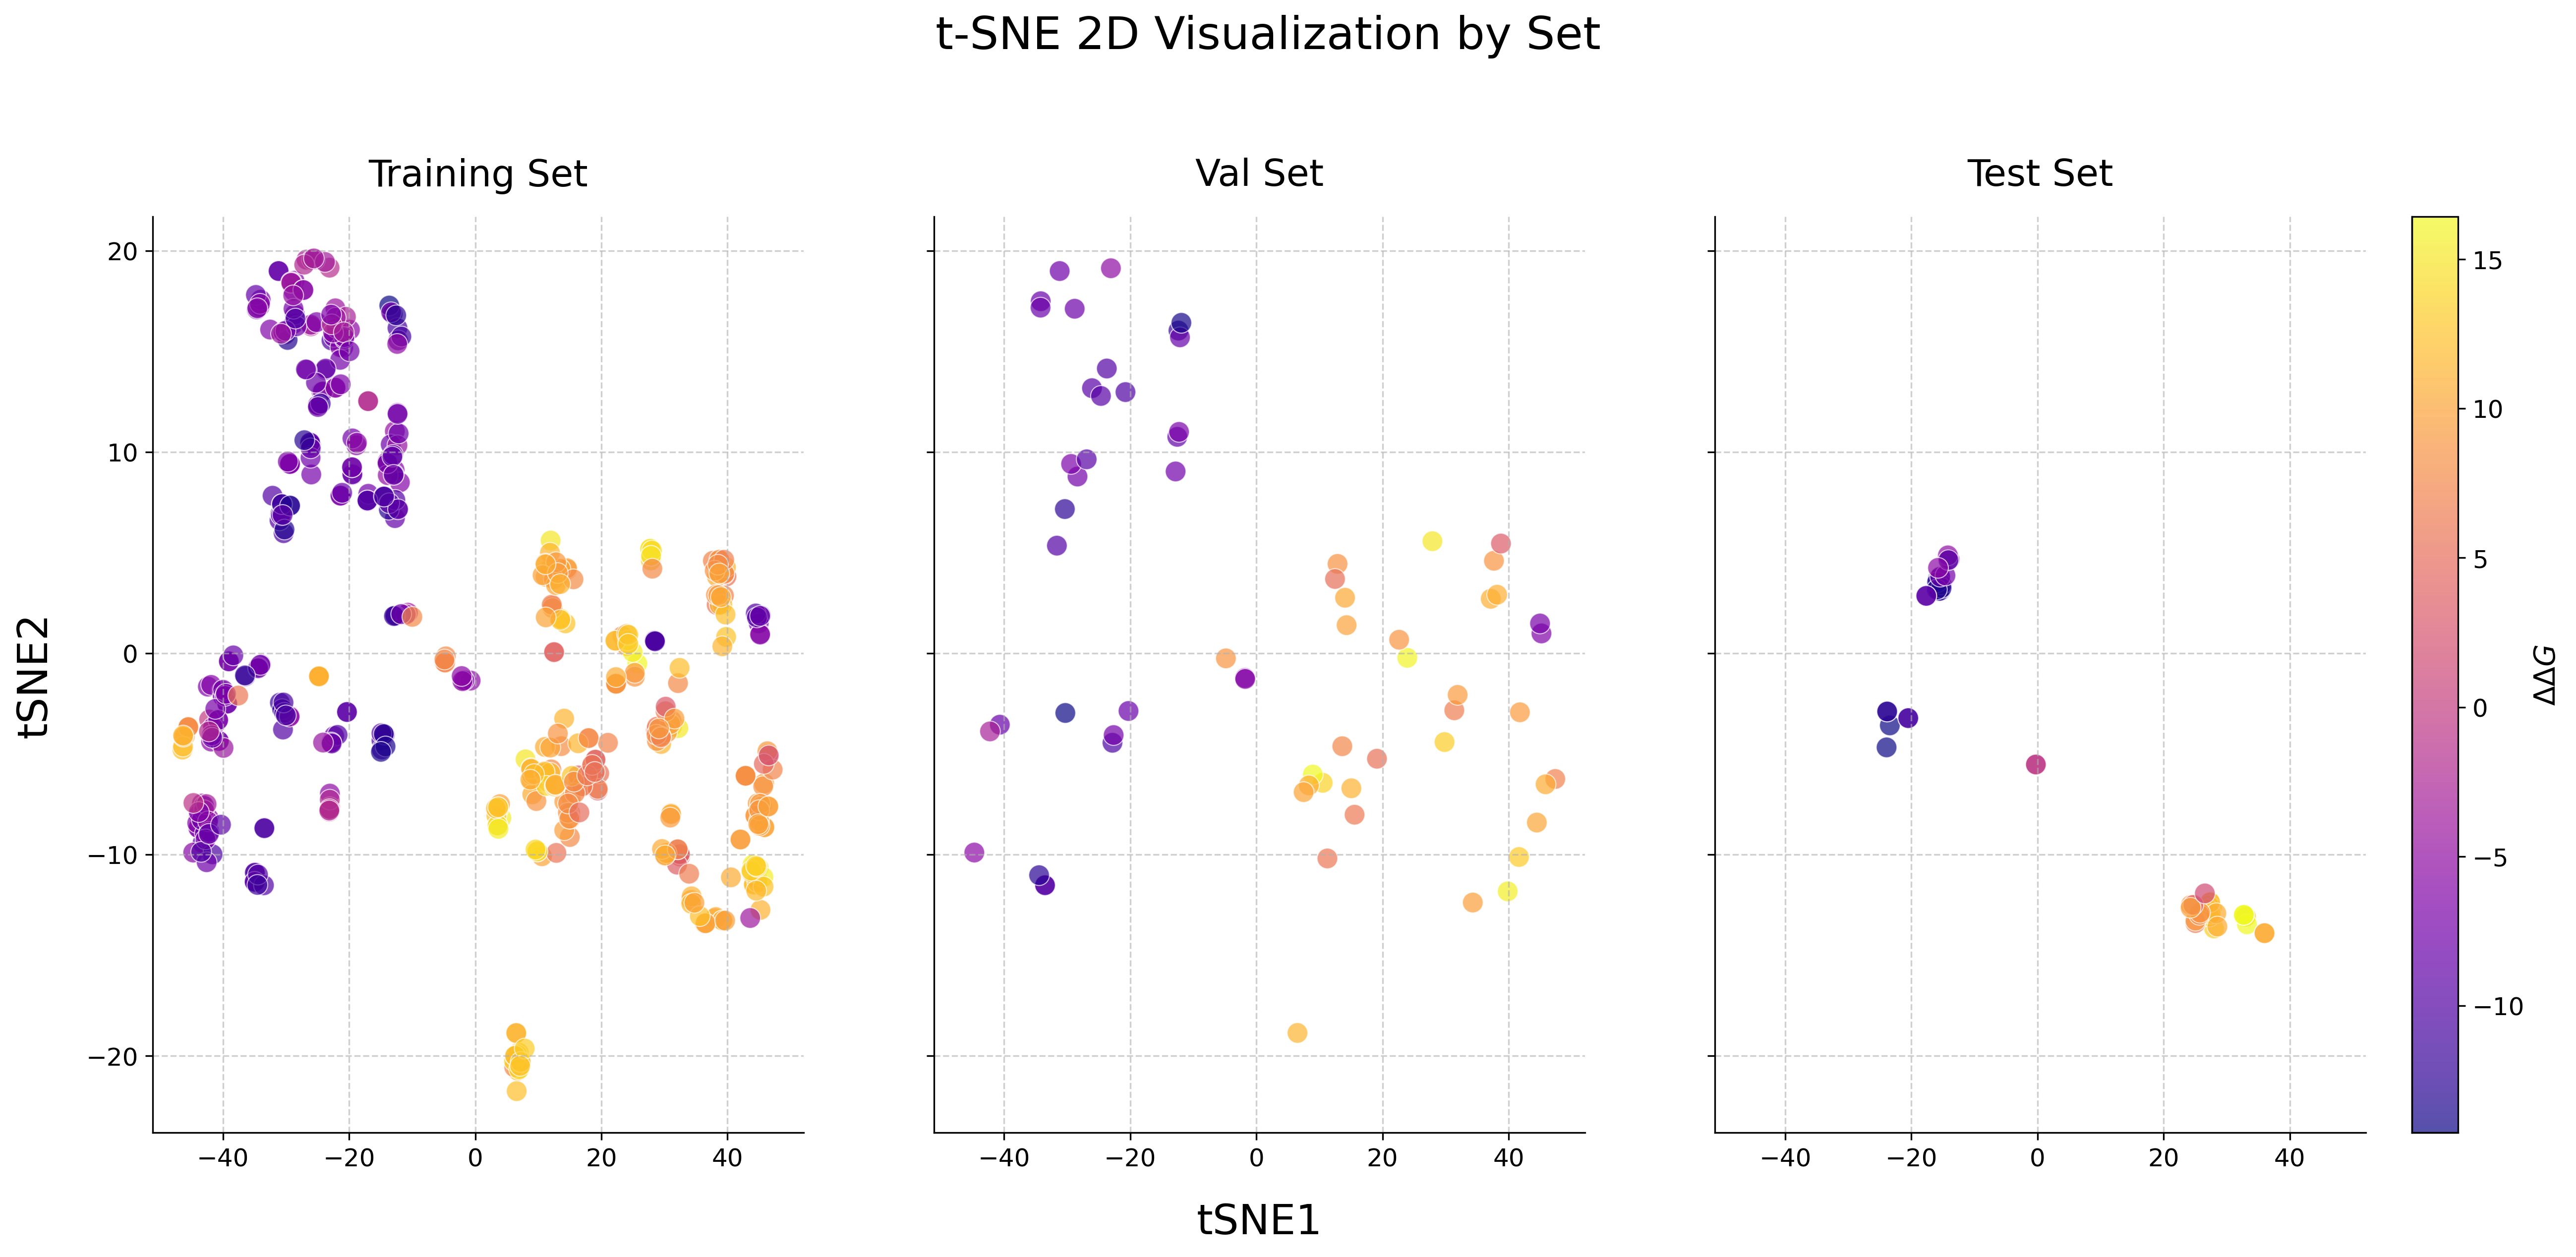 t-SNE 2D Visualization by Set
Training Set
Val Set
Test Set
tSNE2
20
10
0
−10
−20
−40 −20 0 20 40
−40 −20 0 20 40
−40 −20 0 20 40
tSNE1
15
10
5
0
−5
−10
ΔΔG